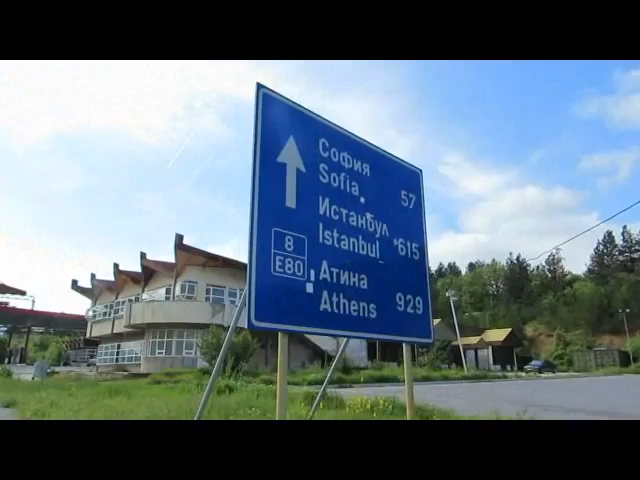 София
Sofia 57
Истанбул
Istanbul 615
8
E80
Атина
Athens 929